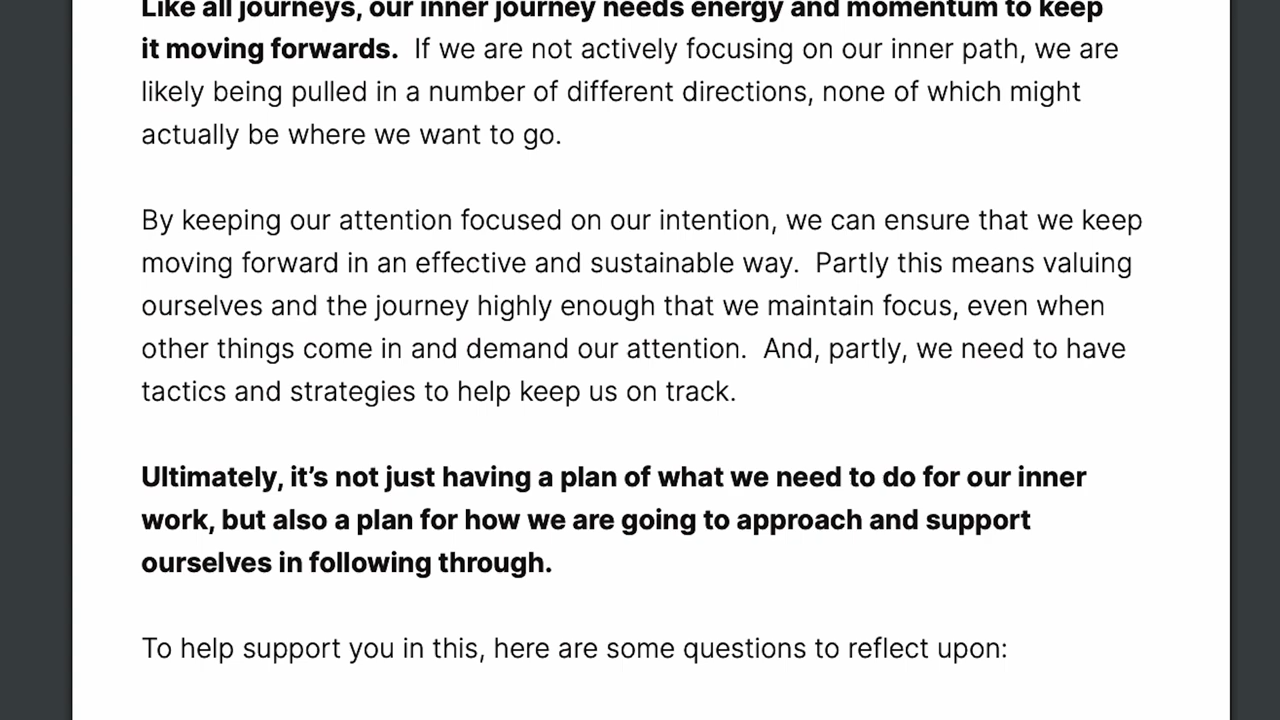 Like all journeys, our inner journey needs energy and momentum to keep
it moving forwards.  If we are not actively focusing on our inner path, we are
likely being pulled in a number of different directions, none of which might
actually be where we want to go.
By keeping our attention focused on our intention, we can ensure that we keep
moving forward in an effective and sustainable way.  Partly this means valuing
ourselves and the journey highly enough that we maintain focus, even when
other things come in and demand our attention.  And, partly, we need to have
tactics and strategies to help keep us on track.
Ultimately, it’s not just having a plan of what we need to do for our inner
work, but also a plan for how we are going to approach and support
ourselves in following through.
To help support you in this, here are some questions to reflect upon: